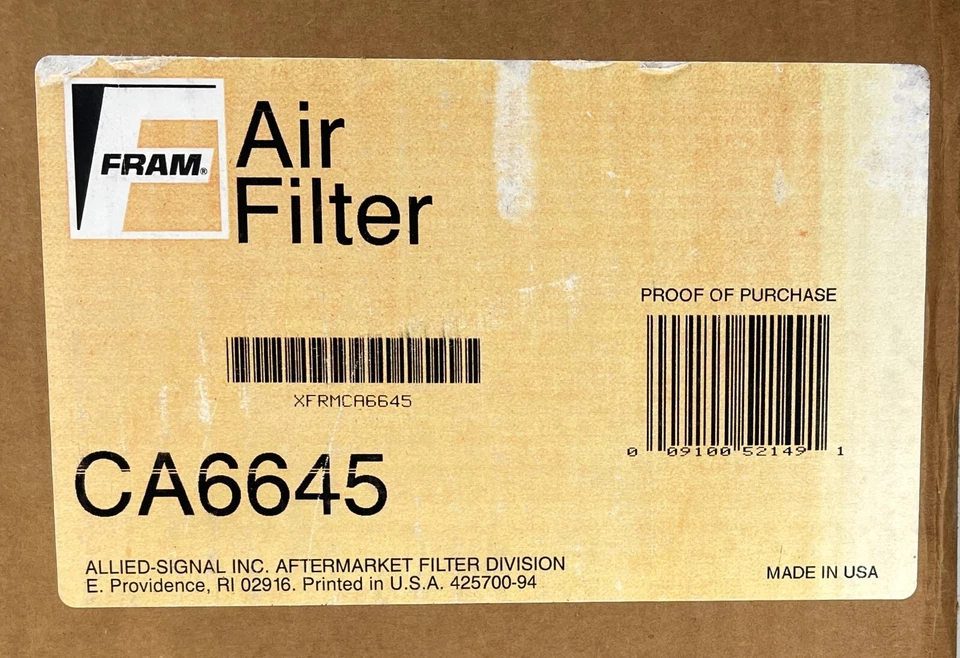 FRAM®
Air
Filter
PROOF OF PURCHASE
XFRMCA6645
0 09100 52149 1
CA6645
ALLIED-SIGNAL INC. AFTERMARKET FILTER DIVISION
E. Providence, RI 02916. Printed in U.S.A. 425700-94
MADE IN USA